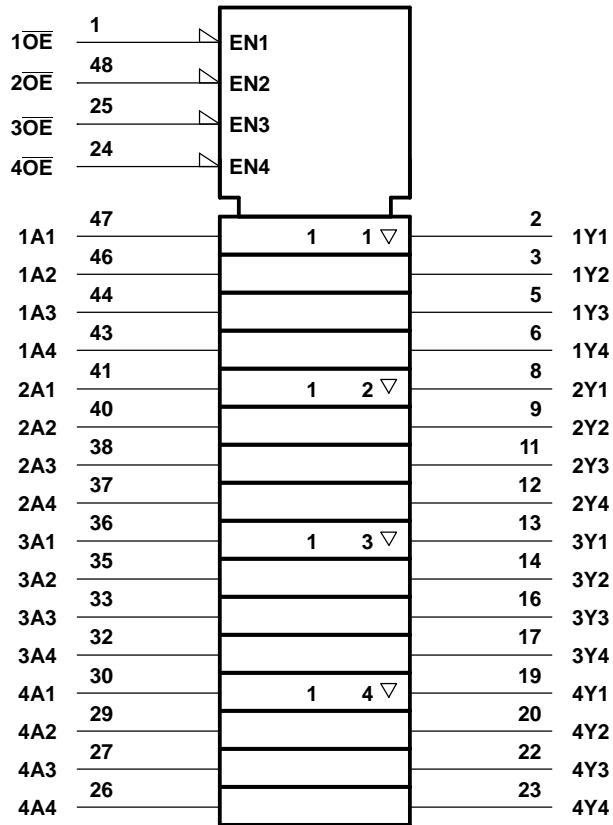 1O̅E̅ 1 EN1
2O̅E̅ 48 EN2
3O̅E̅ 25 EN3
4O̅E̅ 24 EN4
1A1 47 1 1 ▽ 2 1Y1
1A2 46 3 1Y2
1A3 44 5 1Y3
1A4 43 6 1Y4
2A1 41 1 2 ▽ 8 2Y1
2A2 40 9 2Y2
2A3 38 11 2Y3
2A4 37 12 2Y4
3A1 36 1 3 ▽ 13 3Y1
3A2 35 14 3Y2
3A3 33 16 3Y3
3A4 32 17 3Y4
4A1 30 1 4 ▽ 19 4Y1
4A2 29 20 4Y2
4A3 27 22 4Y3
4A4 26 23 4Y4